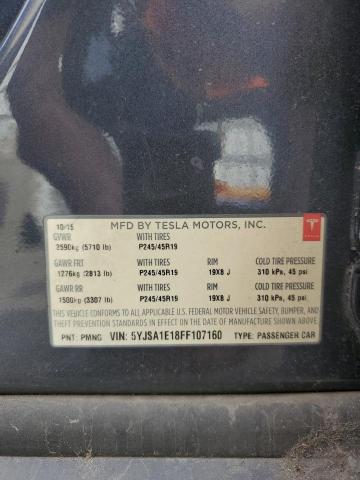 10/15 MFD BY TESLA MOTORS, INC.
GVWR WITH TIRES
2590kg (5710 lb) P245/45R19
GAWR FRT WITH TIRES RIM COLD TIRE PRESSURE
1276kg (2813 lb) P245/45R19 19X8 J 310 kPa, 45 psi
GAWR RR WITH TIRES RIM COLD TIRE PRESSURE
1500kg (3307 lb) P245/45R19 19X8 J 310 kPa, 45 psi
THIS VEHICLE CONFORMS TO ALL APPLICABLE U.S. FEDERAL MOTOR VEHICLE SAFETY, BUMPER, AND
THEFT PREVENTION STANDARDS IN EFFECT ON THE DATE OF MANUFACTURE SHOWN ABOVE.
PNT: PMNG VIN: 5YJSA1E18FF107160 TYPE: PASSENGER CAR